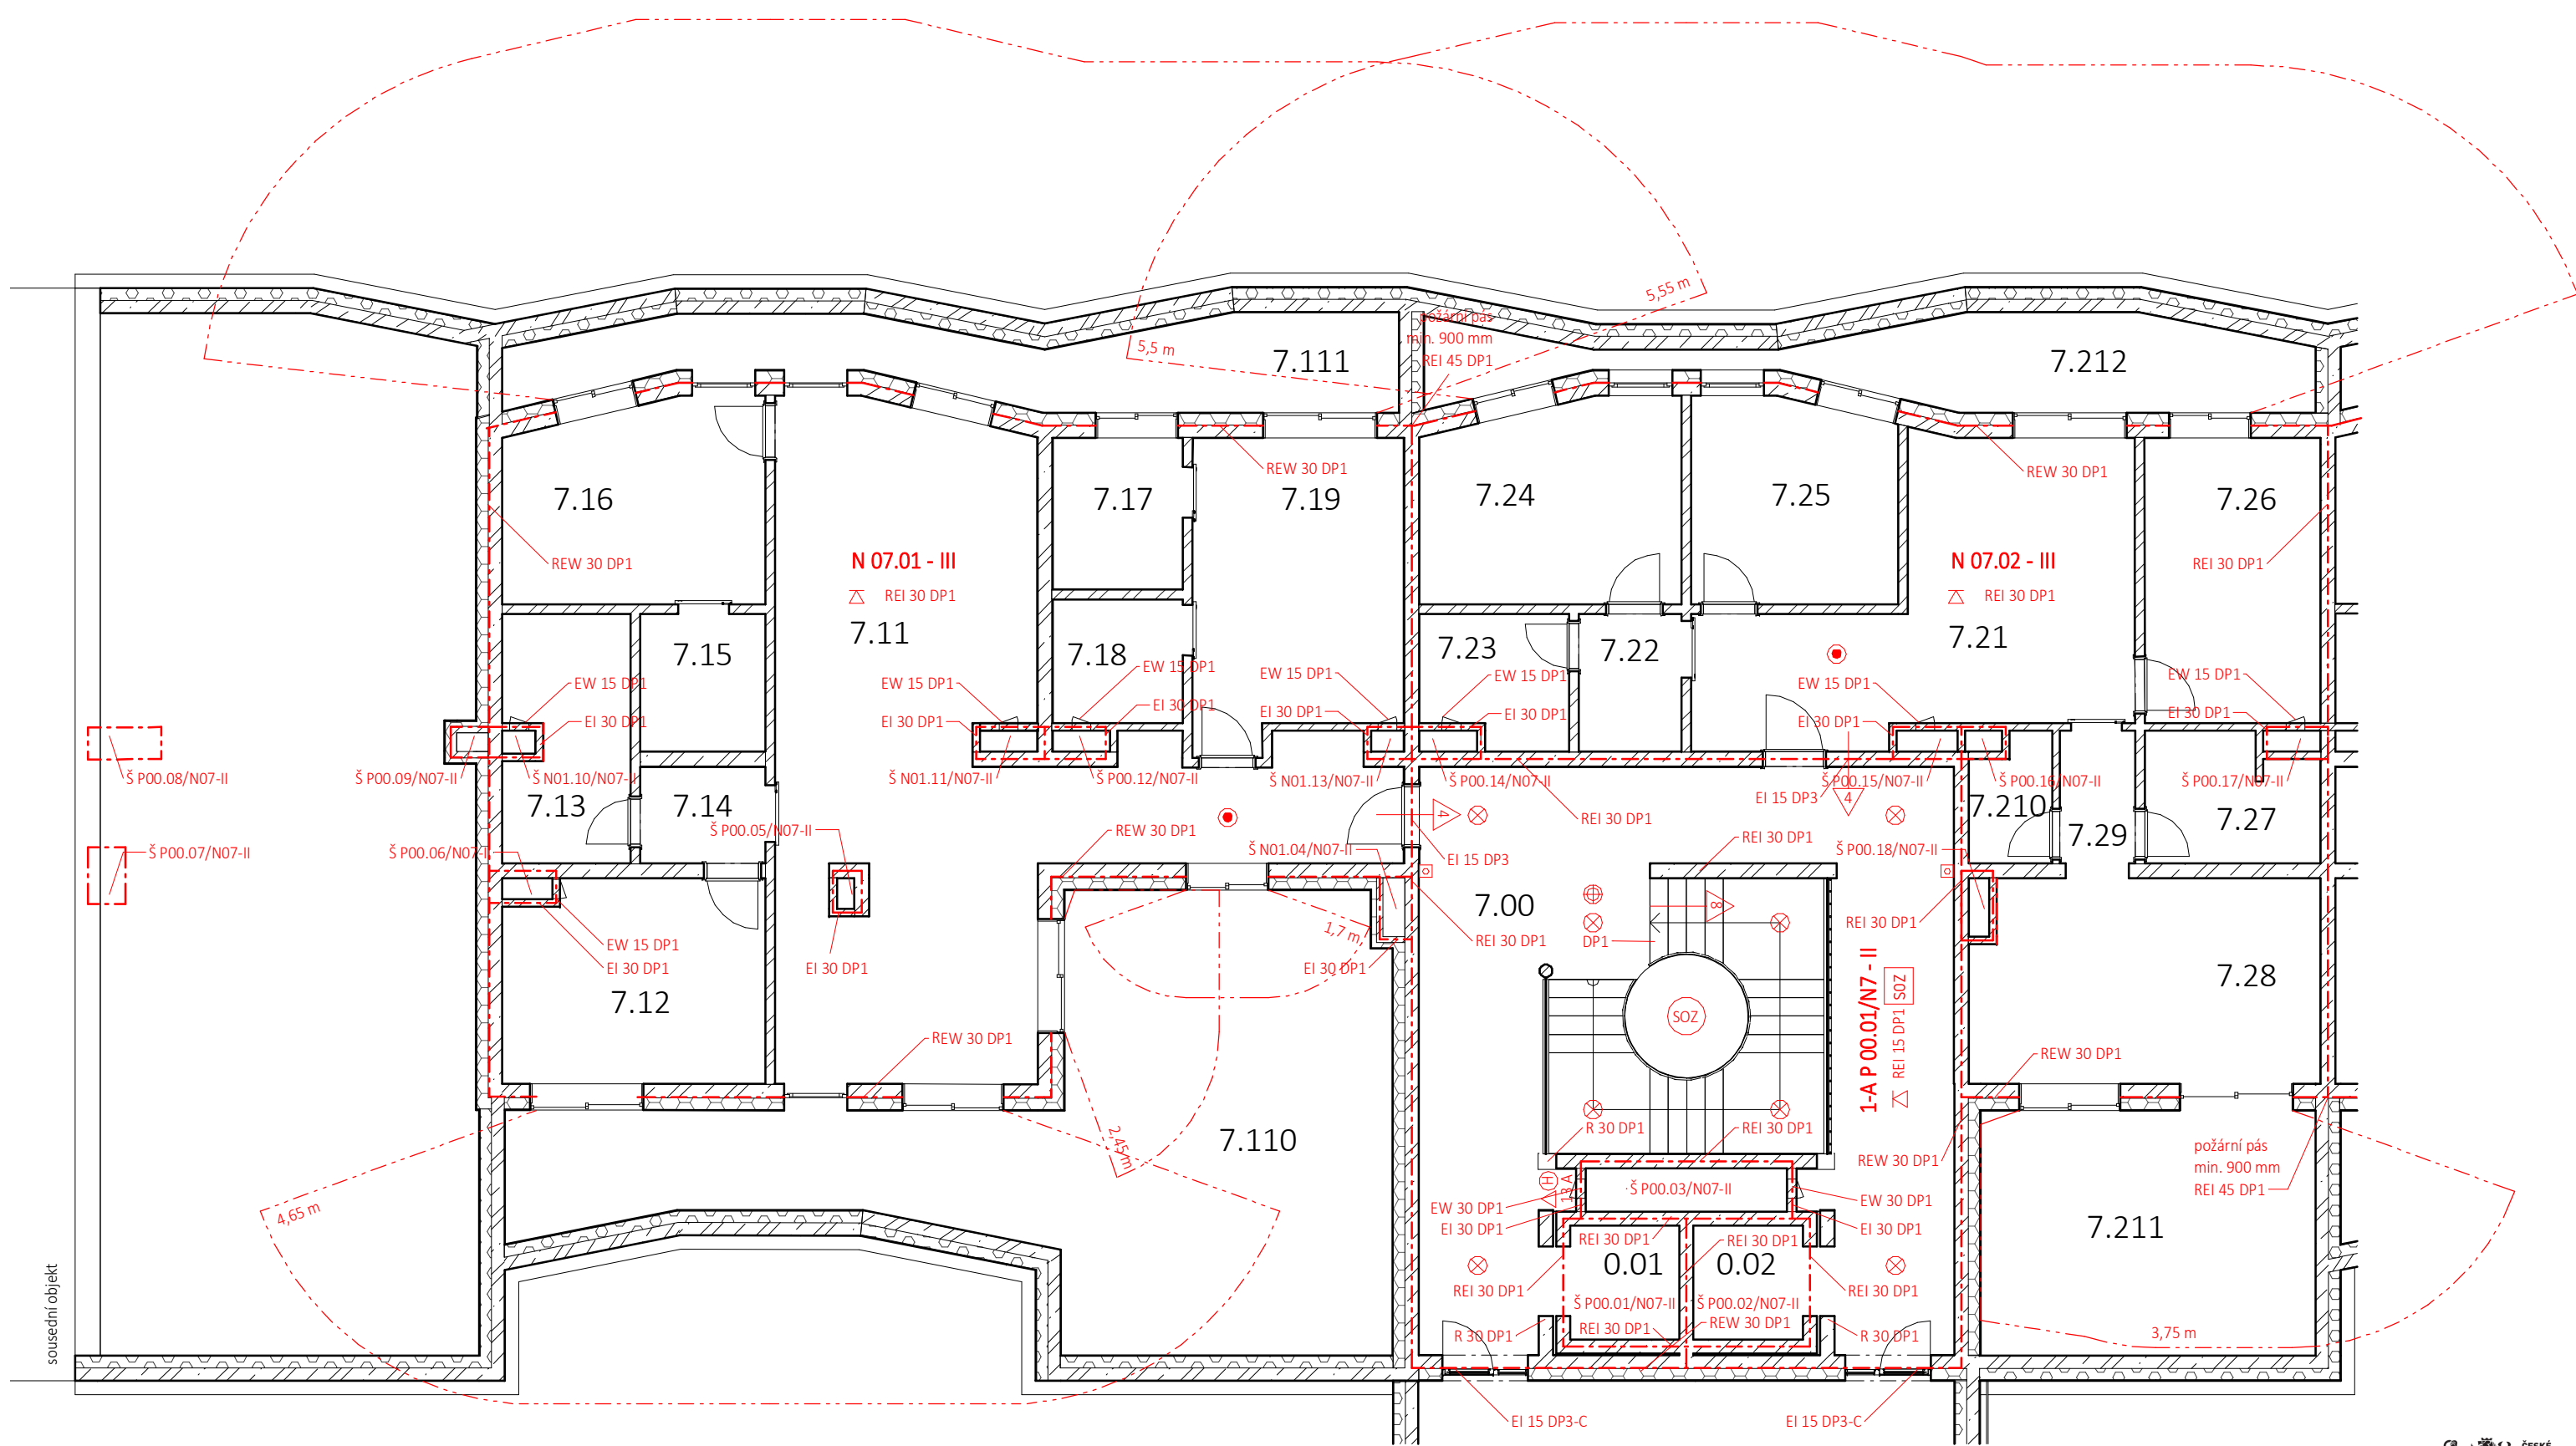 5,55 m
požární pás
min. 900 mm
REI 45 DP1
5,5 m
7.111
7.212
REW 30 DP1
REW 30 DP1
7.16
7.17
7.19
7.24
7.25
7.26
REW 30 DP1
N 07.01 - III
REI 30 DP1
7.11
N 07.02 - III
REI 30 DP1
7.21
REI 30 DP1
7.15
7.18
7.23
7.22
EW 15 DP1
EI 30 DP1
EW 15 DP1
EI 30 DP1
EW 15 DP1
EI 30 DP1
EW 15 DP1
EI 30 DP1
EW 15 DP1
EI 30 DP1
EW 15 DP1
EI 30 DP1
EW 15 DP1
EI 30 DP1
Š P00.08/N07-II
Š P00.09/N07-II
Š N01.10/N07-II
Š N01.11/N07-II
Š P00.12/N07-II
Š N01.13/N07-II
Š P00.14/N07-II
Š P00.15/N07-II
Š P00.16/N07-II
Š P00.17/N07-II
EI 15 DP3
4
7.13
7.14
7.210
7.29
7.27
Š P00.05/N07-II
REW 30 DP1
4
REI 30 DP1
REI 30 DP1
Š P00.07/N07-II
Š P00.06/N07-II
Š N01.04/N07-II
EI 15 DP3
Š P00.18/N07-II
7.00
8
DP1
REI 30 DP1
REI 30 DP1
1,7 m
EW 15 DP1
EI 30 DP1
EI 30 DP1
EI 30 DP1
7.12
7.28
SOZ
1-A P 00.01/N7 - II
REI 15 DP1
SOZ
REW 30 DP1
REW 30 DP1
2,45m
7.110
R 30 DP1
REI 30 DP1
REW 30 DP1
požární pás
min. 900 mm
REI 45 DP1
H
13 A
Š P00.03/N07-II
EW 30 DP1
EI 30 DP1
EW 30 DP1
EI 30 DP1
4,65 m
7.211
REI 30 DP1
REI 30 DP1
0.01
0.02
REI 30 DP1
REI 30 DP1
Š P00.01/N07-II
Š P00.02/N07-II
REI 30 DP1
REW 30 DP1
R 30 DP1
R 30 DP1
3,75 m
sousední objekt
EI 15 DP3-C
EI 15 DP3-C